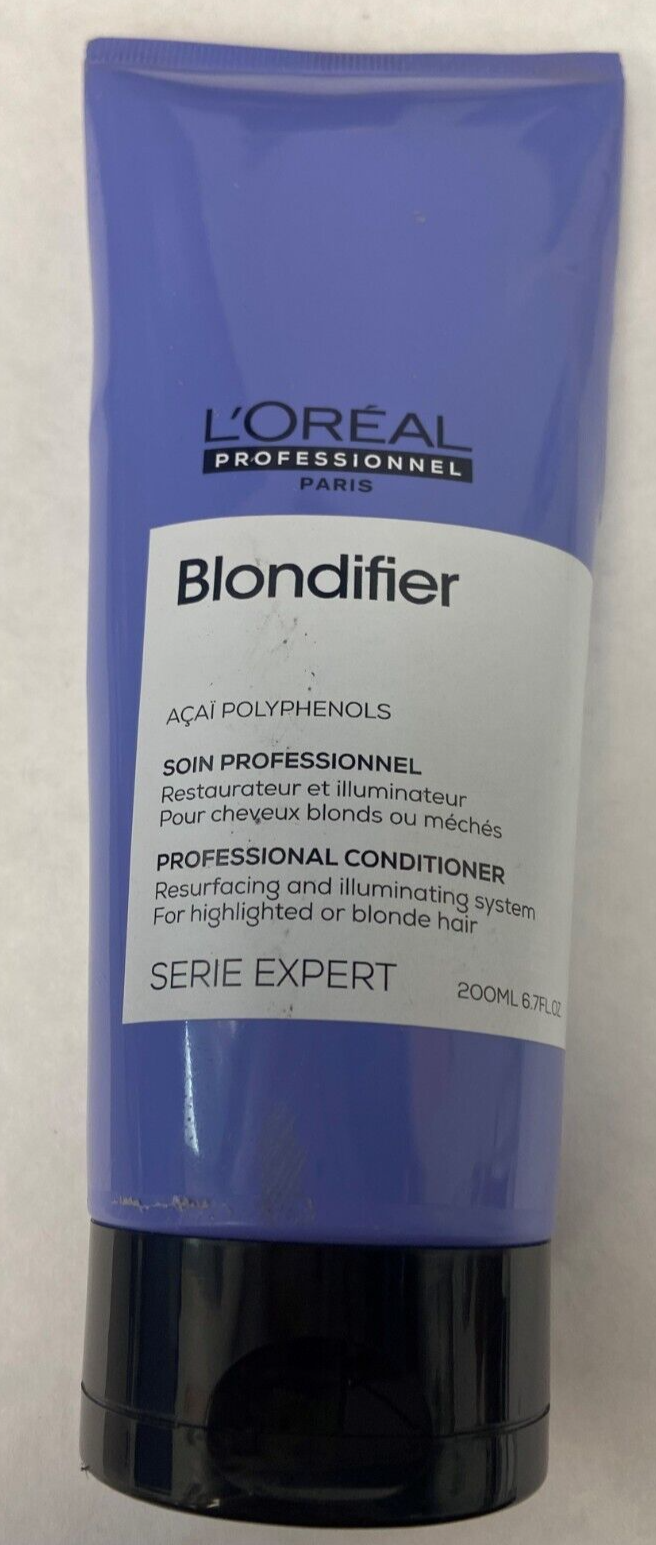 L'ORÉAL
PROFESSIONNEL
PARIS
Blondifier
AÇAÏ POLYPHENOLS
SOIN PROFESSIONNEL
Restaurateur et illuminateur
Pour cheveux blonds ou méchés
PROFESSIONAL CONDITIONER
Resurfacing and illuminating system
For highlighted or blonde hair
SERIE EXPERT
200ML 6.7FL.OZ